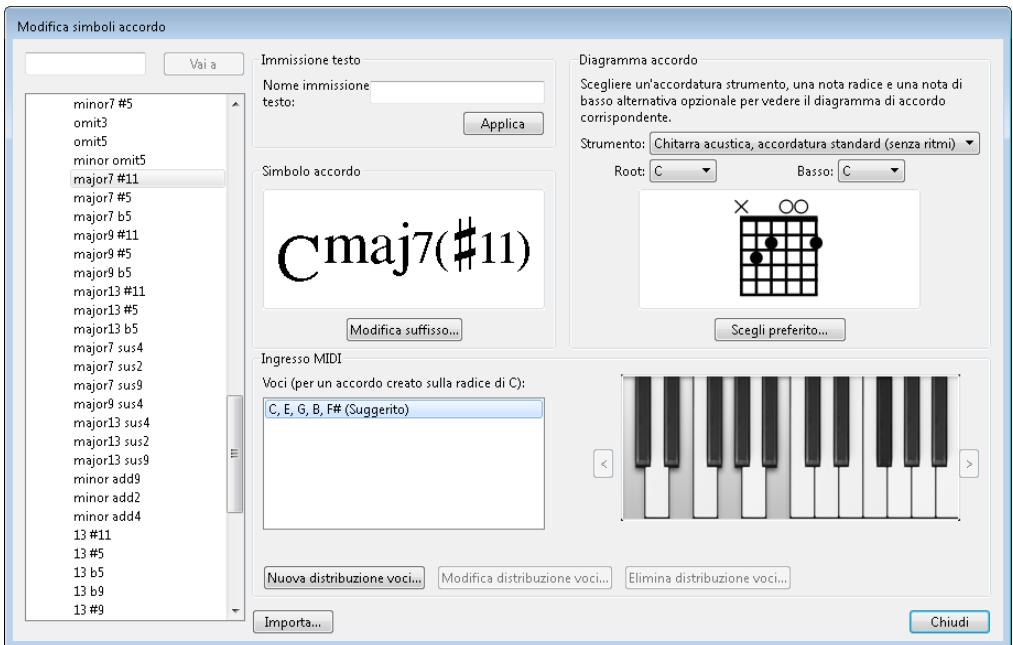 Modifica simboli accordo
Vai a
minor7 #5
omit3
omit5
minor omit5
major7 #11
major7 #5
major7 b5
major9 #11
major9 #5
major9 b5
major13 #11
major13 #5
major13 b5
major7 sus4
major7 sus2
major7 sus9
major9 sus4
major13 sus4
major13 sus2
major13 sus9
minor add9
minor add2
minor add4
13 #11
13 #5
13 b5
13 b9
13 #9
Immissione testo
Nome immissione
testo:
Applica
Simbolo accordo
Cmaj7(♯11)
Modifica suffisso...
Diagramma accordo
Scegliere un'accordatura strumento, una nota radice e una nota di
basso alternativa opzionale per vedere il diagramma di accordo
corrispondente.
Strumento: Chitarra acustica, accordatura standard (senza ritmi)
Root: C Basso: C
X OO
Scegli preferito...
Ingresso MIDI
Voci (per un accordo creato sulla radice di C):
C, E, G, B, F# (Suggerito)
< >
Nuova distribuzione voci... Modifica distribuzione voci... Elimina distribuzione voci...
Importa... Chiudi